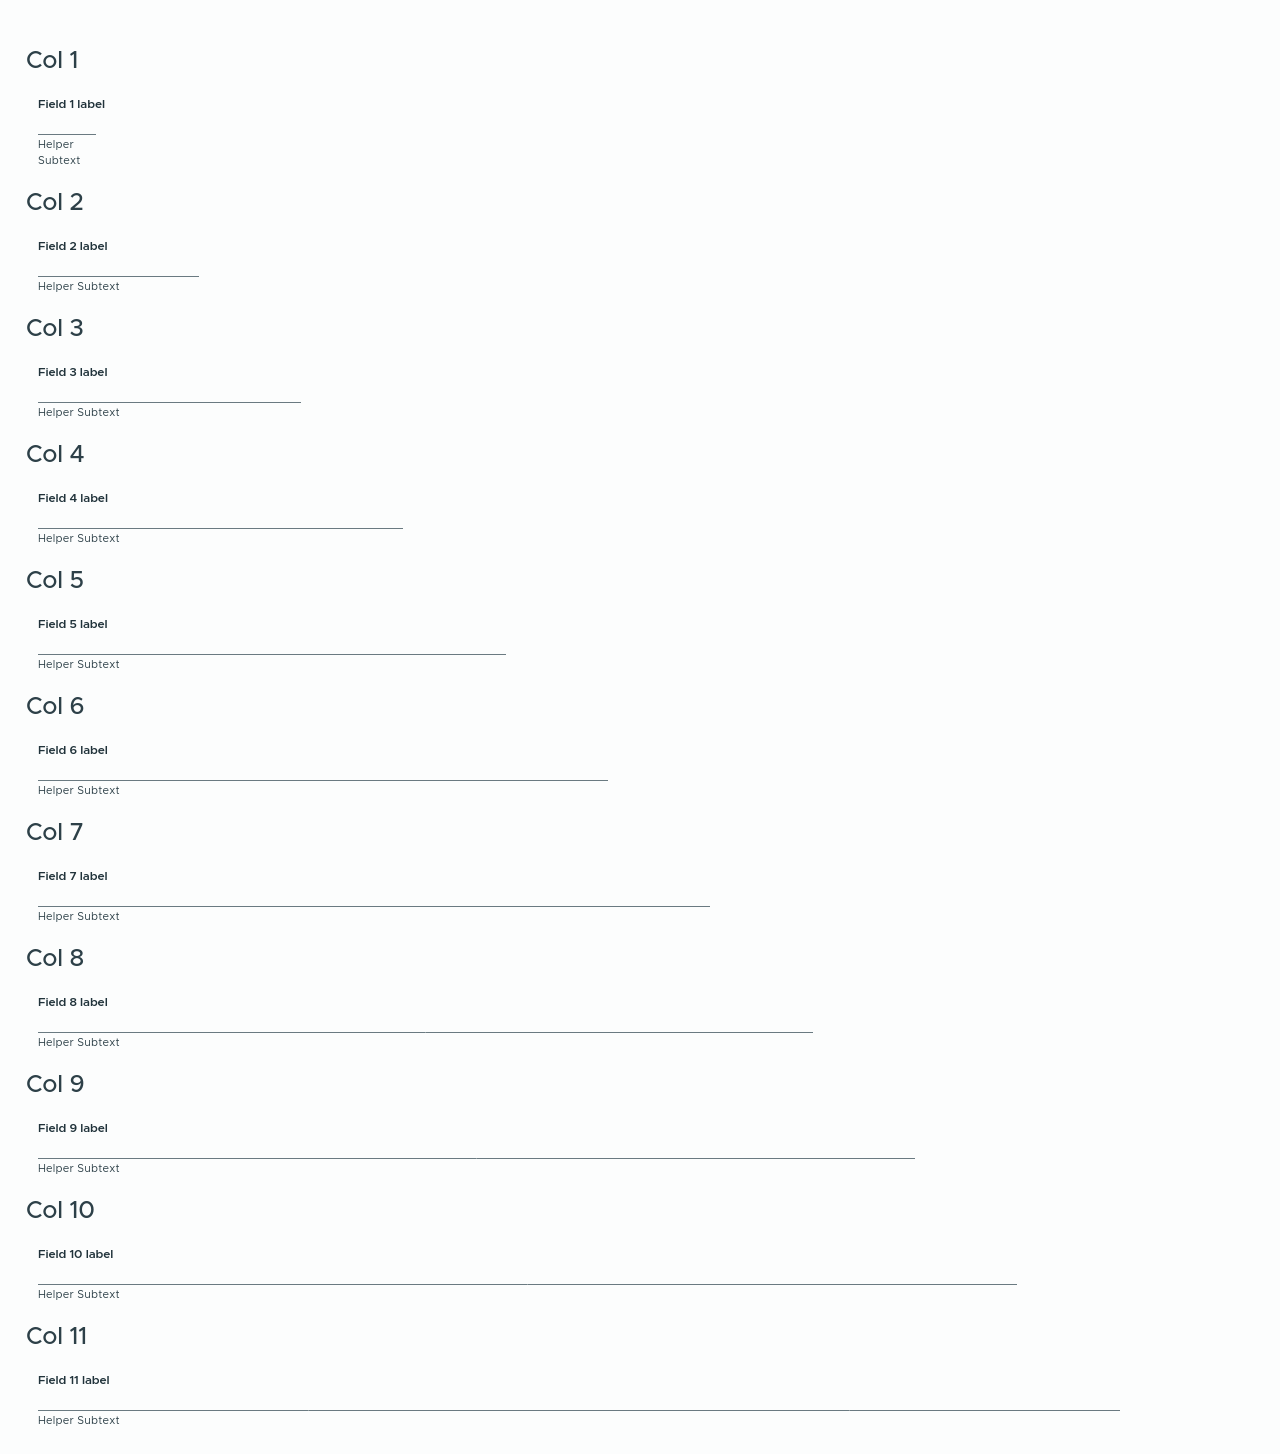 Col 1
Field 1 label
Helper
Subtext
Col 2
Field 2 label
Helper Subtext
Col 3
Field 3 label
Helper Subtext
Col 4
Field 4 label
Helper Subtext
Col 5
Field 5 label
Helper Subtext
Col 6
Field 6 label
Helper Subtext
Col 7
Field 7 label
Helper Subtext
Col 8
Field 8 label
Helper Subtext
Col 9
Field 9 label
Helper Subtext
Col 10
Field 10 label
Helper Subtext
Col 11
Field 11 label
Helper Subtext